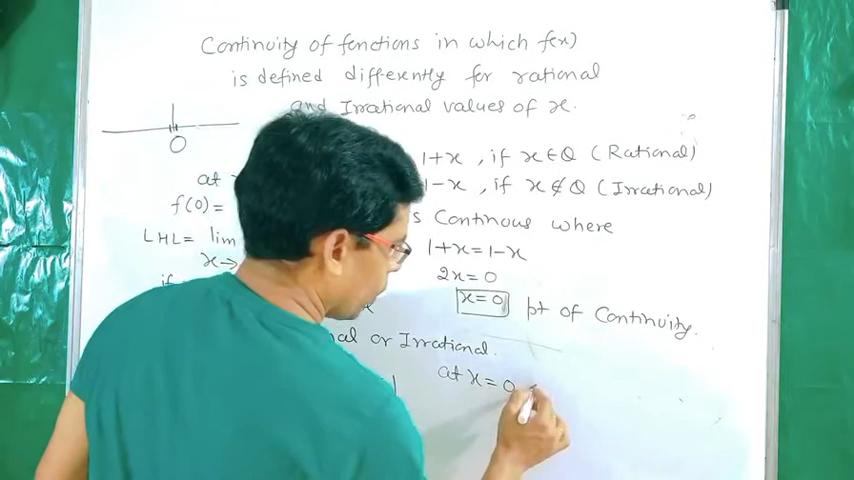 Continuity of functions in which f(x)
is defined differently for rational
and Irrational values of x.
O
1+x , if x∈Q (Rational)
1-x , if x∉Q (Irrational)
at
f(0)=
s Continous where
LHL= lim
x→
1+x=1-x
2x=0
if
x=0 pt of Continuity.
nal or Irrational.
at x=0